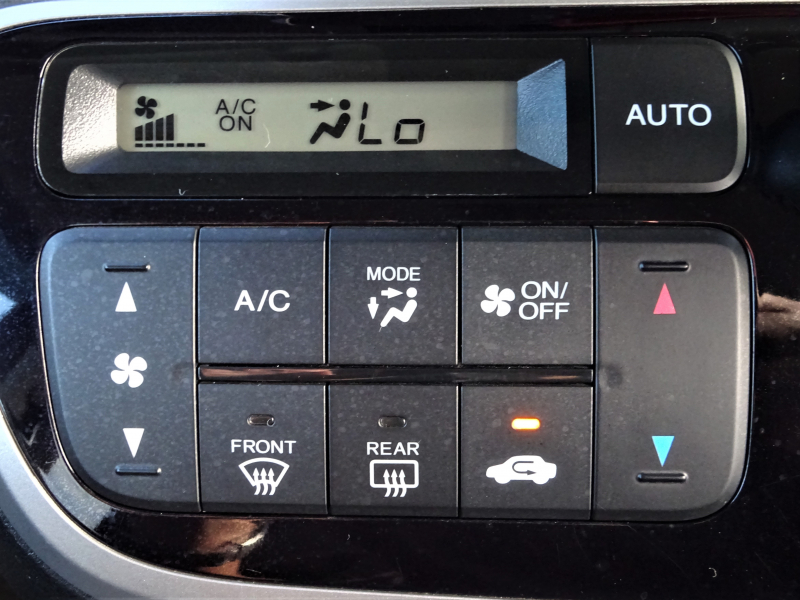 A/C
ON
Lo
AUTO
A/C
MODE
ON/
OFF
FRONT
REAR